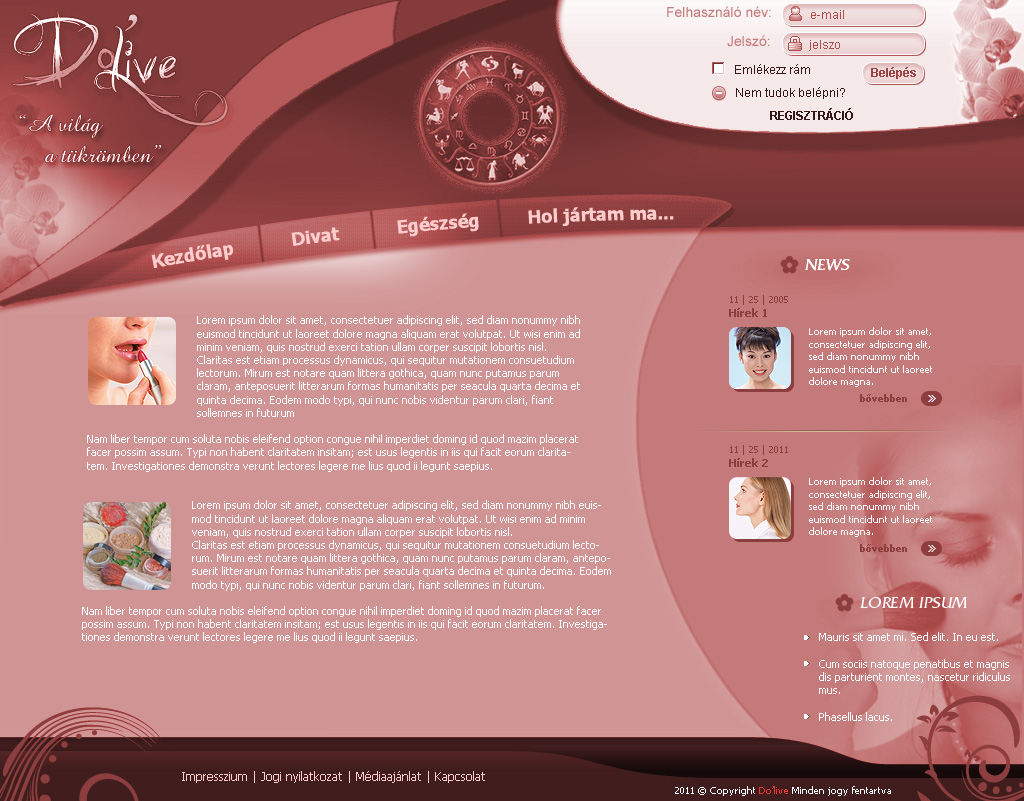 Do'Live
“A világ
a tükrömben”
Felhasználó név: e-mail
Jelszó: jelszo
Emlékezz rám Belépés
Nem tudok belépni?
REGISZTRÁCIÓ
Kezdőlap Divat Egészség Hol jártam ma...
Lorem ipsum dolor sit amet, consectetuer adipiscing elit, sed diam nonummy nibh
euismod tincidunt ut laoreet dolore magna aliquam erat volutpat. Ut wisi enim ad
minim veniam, quis nostrud exerci tation ullam corper suscipit lobortis nisl.
Claritas est etiam processus dynamicus, qui sequitur mutationem consuetudium
lectorum. Mirum est notare quam littera gothica, quam nunc putamus parum
claram, anteposuerit litterarum formas humanitatis per seacula quarta decima et
quinta decima. Eodem modo typi, qui nunc nobis videntur parum clari, fiant
sollemnes in futurum
Nam liber tempor cum soluta nobis eleifend option congue nihil imperdiet doming id quod mazim placerat
facer possim assum. Typi non habent claritatem insitam; est usus legentis in iis qui facit eorum clarita-
tem. Investigationes demonstra verunt lectores legere me lius quod ii legunt saepius.
Lorem ipsum dolor sit amet, consectetuer adipiscing elit, sed diam nonummy nibh euis-
mod tincidunt ut laoreet dolore magna aliquam erat volutpat. Ut wisi enim ad minim
veniam, quis nostrud exerci tation ullam corper suscipit lobortis nisl.
Claritas est etiam processus dynamicus, qui sequitur mutationem consuetudium lecto-
rum. Mirum est notare quam littera gothica, quam nunc putamus parum claram, antepo-
suerit litterarum formas humanitatis per seacula quarta decima et quinta decima. Eodem
modo typi, qui nunc nobis videntur parum clari, fiant sollemnes in futurum.
Nam liber tempor cum soluta nobis eleifend option congue nihil imperdiet doming id quod mazim placerat facer
possim assum. Typi non habent claritatem insitam; est usus legentis in iis qui facit eorum claritatem. Investiga-
tiones demonstra verunt lectores legere me lius quod ii legunt saepius.
NEWS
11 | 25 | 2005
Hírek 1
Lorem ipsum dolor sit amet,
consectetuer adipiscing elit,
sed diam nonummy nibh
euismod tincidunt ut laoreet
dolore magna.
bővebben
11 | 25 | 2011
Hírek 2
Lorem ipsum dolor sit amet,
consectetuer adipiscing elit,
sed diam nonummy nibh
euismod tincidunt ut laoreet
dolore magna.
bővebben
LOREM IPSUM
Mauris sit amet mi. Sed elit. In eu est.
Cum sociis natoque penatibus et magnis
dis parturient montes, nascetur ridiculus
mus.
Phasellus lacus.
Impresszium | Jogi nyilatkozat | Médiaajánlat | Kapcsolat
2011 © Copyright Do'live Minden jogy fentartva